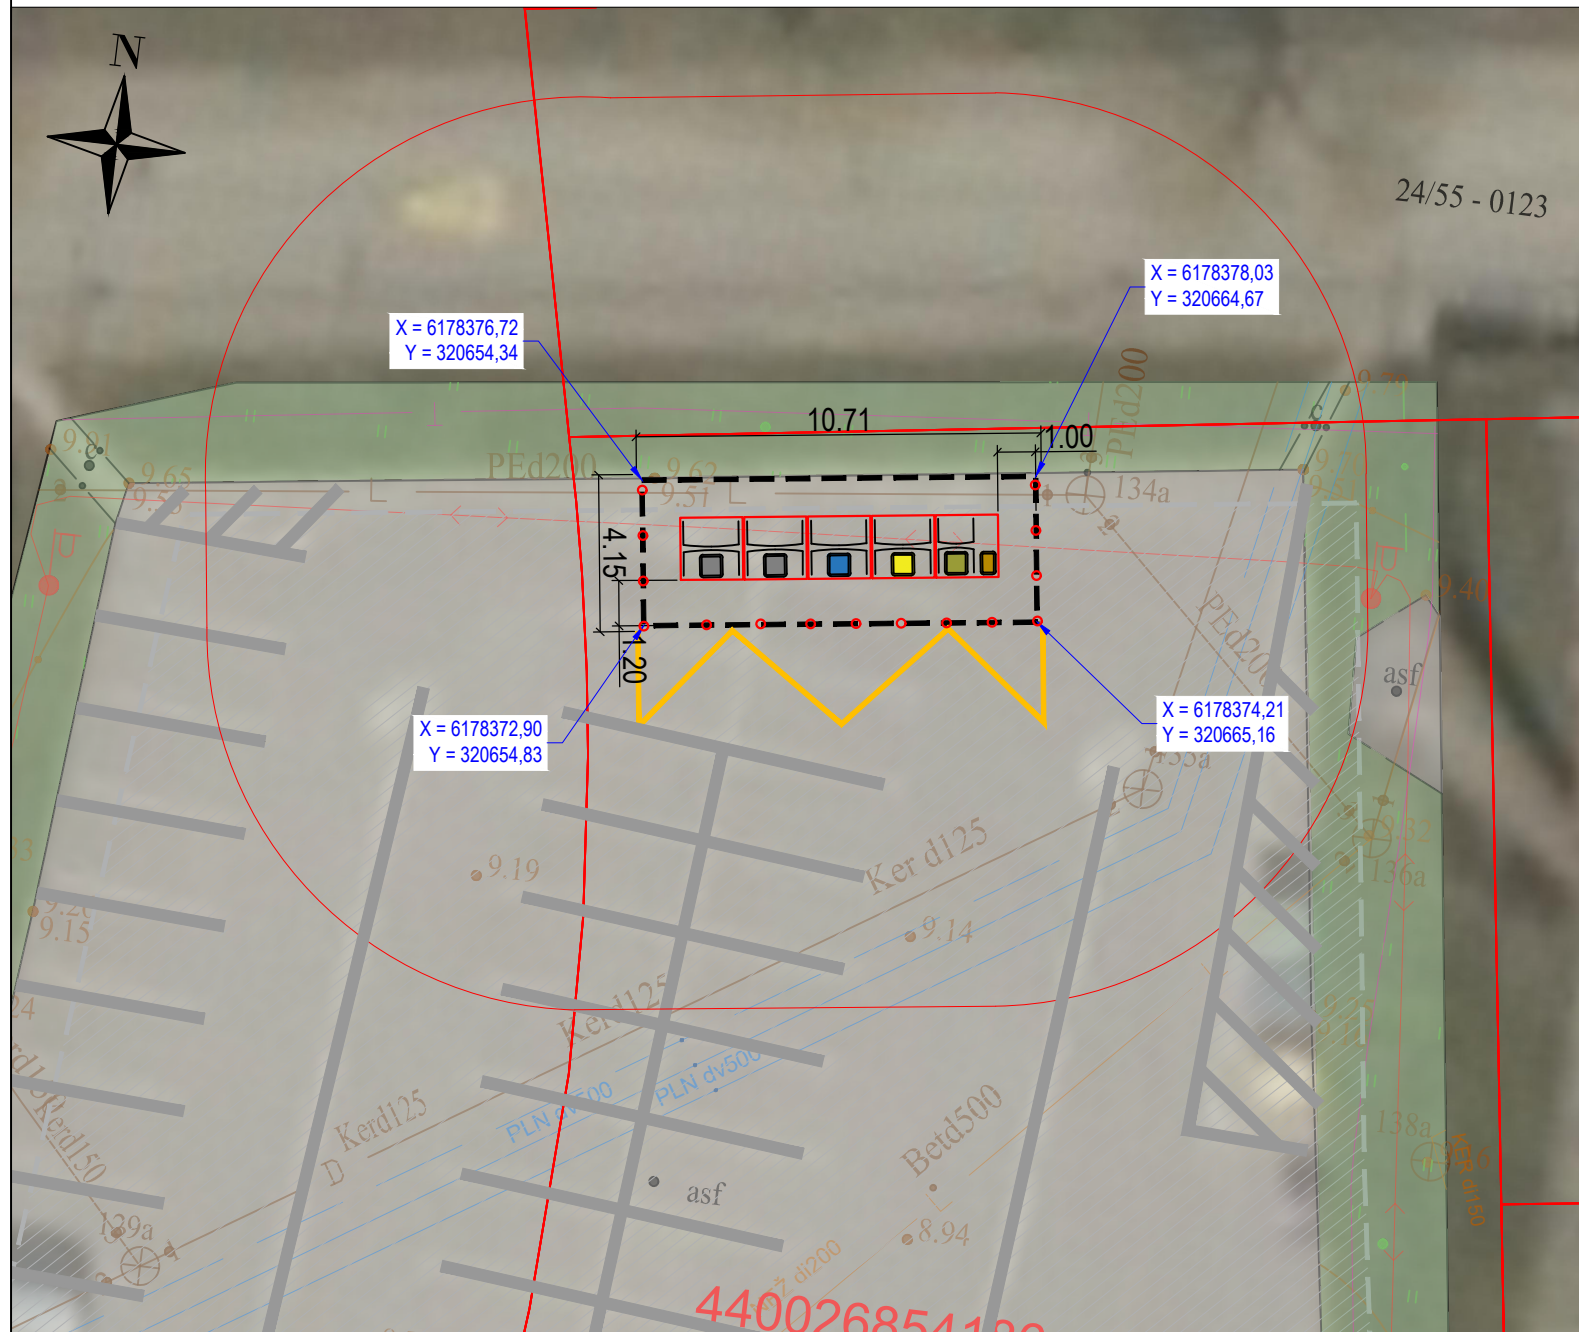 N
24/55 - 0123
X = 6178378,03
Y = 320664,67
X = 6178376,72
Y = 320654,34
10.71
1.00
PEd200
c
9.65
PEd200
9.62
9.51
134a
4.15
PEd200
9.40
asf
1.20
X = 6178372,90
Y = 320654,83
X = 6178374,21
Y = 320665,16
9.32
136a
Ker d125
9.19
9.14
9.15
Kerd125
PLN dv500
Kerd125
Betd500
138a
D
Kerd150
asf
139a
8.94